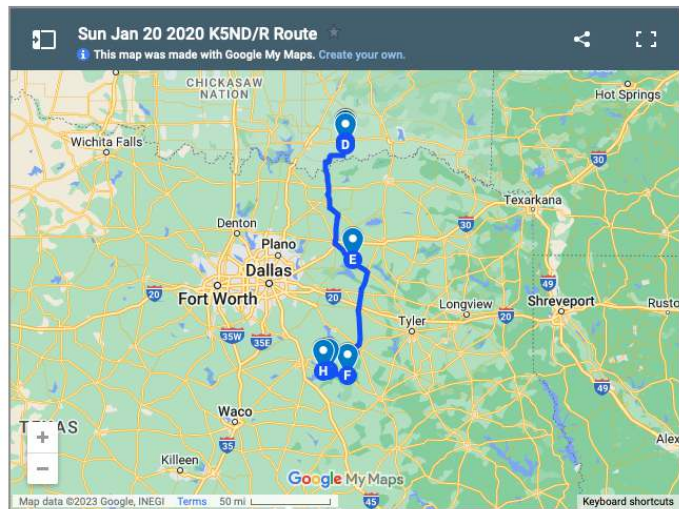 Sun Jan 20 2020 K5ND/R Route
This map was made with Google My Maps. Create your own.
CHICKASAW
NATION
Hot Springs
Wichita Falls
D
30
Texarkana
Denton
30
Plano
E
Dallas
49
20
Fort Worth
20
Longview
Shreveport
Rusto
Tyler
20
35W
35E
H
F
49
Waco
TEXAS
Alex
35
Killeen
Google My Maps
45
Map data ©2023 Google, INEGI
Terms
50 mi
Keyboard shortcuts